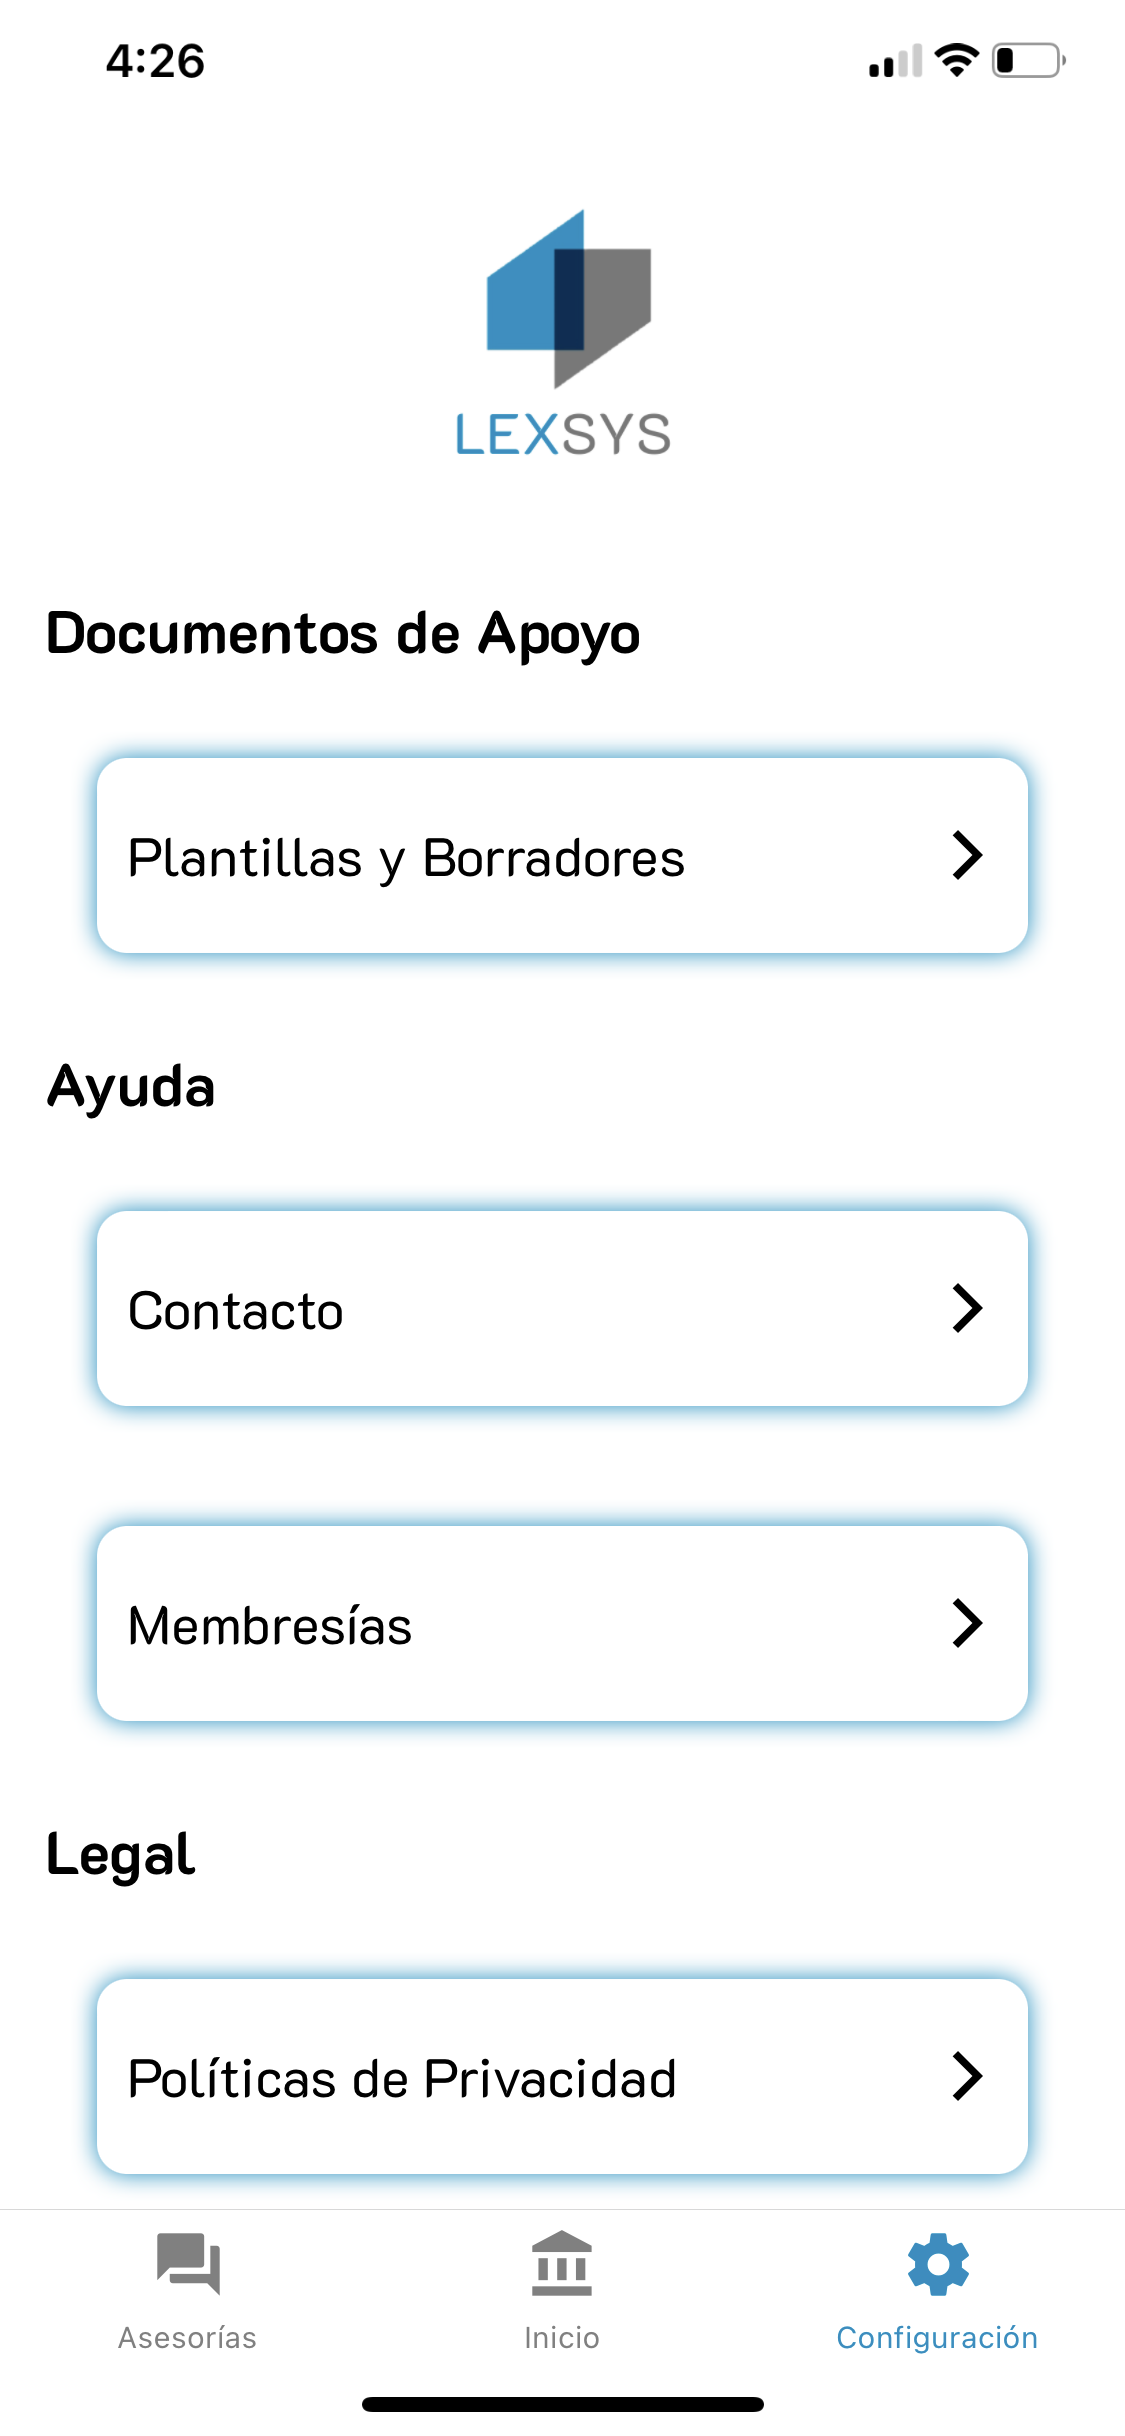 4:26
LEXSYS
Documentos de Apoyo
Plantillas y Borradores
Ayuda
Contacto
Membresías
Legal
Políticas de Privacidad
Asesorías
Inicio
Configuración